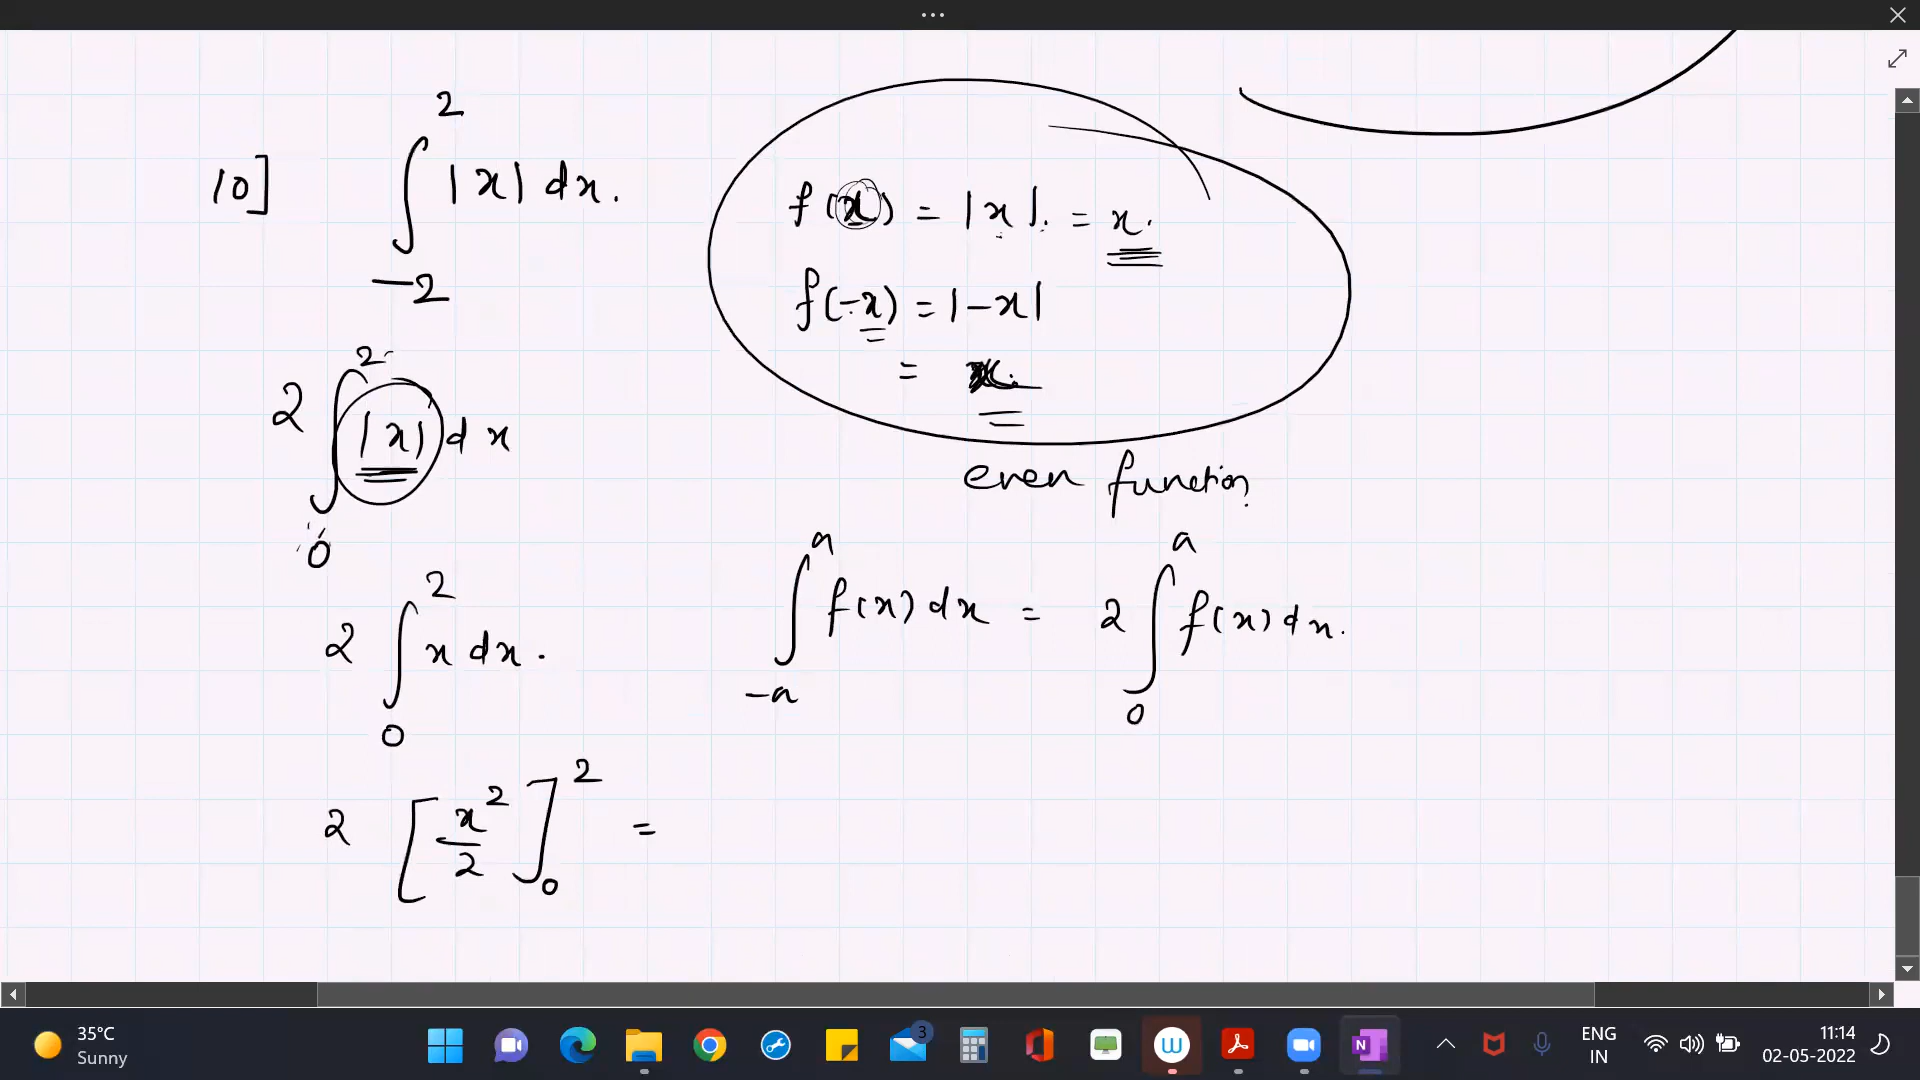 10] ∫_{-2}^{2} |x| dx.
f(x) = |x|. = x.
f(-x) = |-x|
= x.
even function
2 ∫_{0}^{2} |x| dx
2 ∫_{0}^{2} x dx.
∫_{-a}^{a} f(x) dx = 2 ∫_{0}^{a} f(x) dx.
2 [x^2/2]_{0}^{2} =
35°C
Sunny
3
W
N
ENG
IN
11:14
02-05-2022